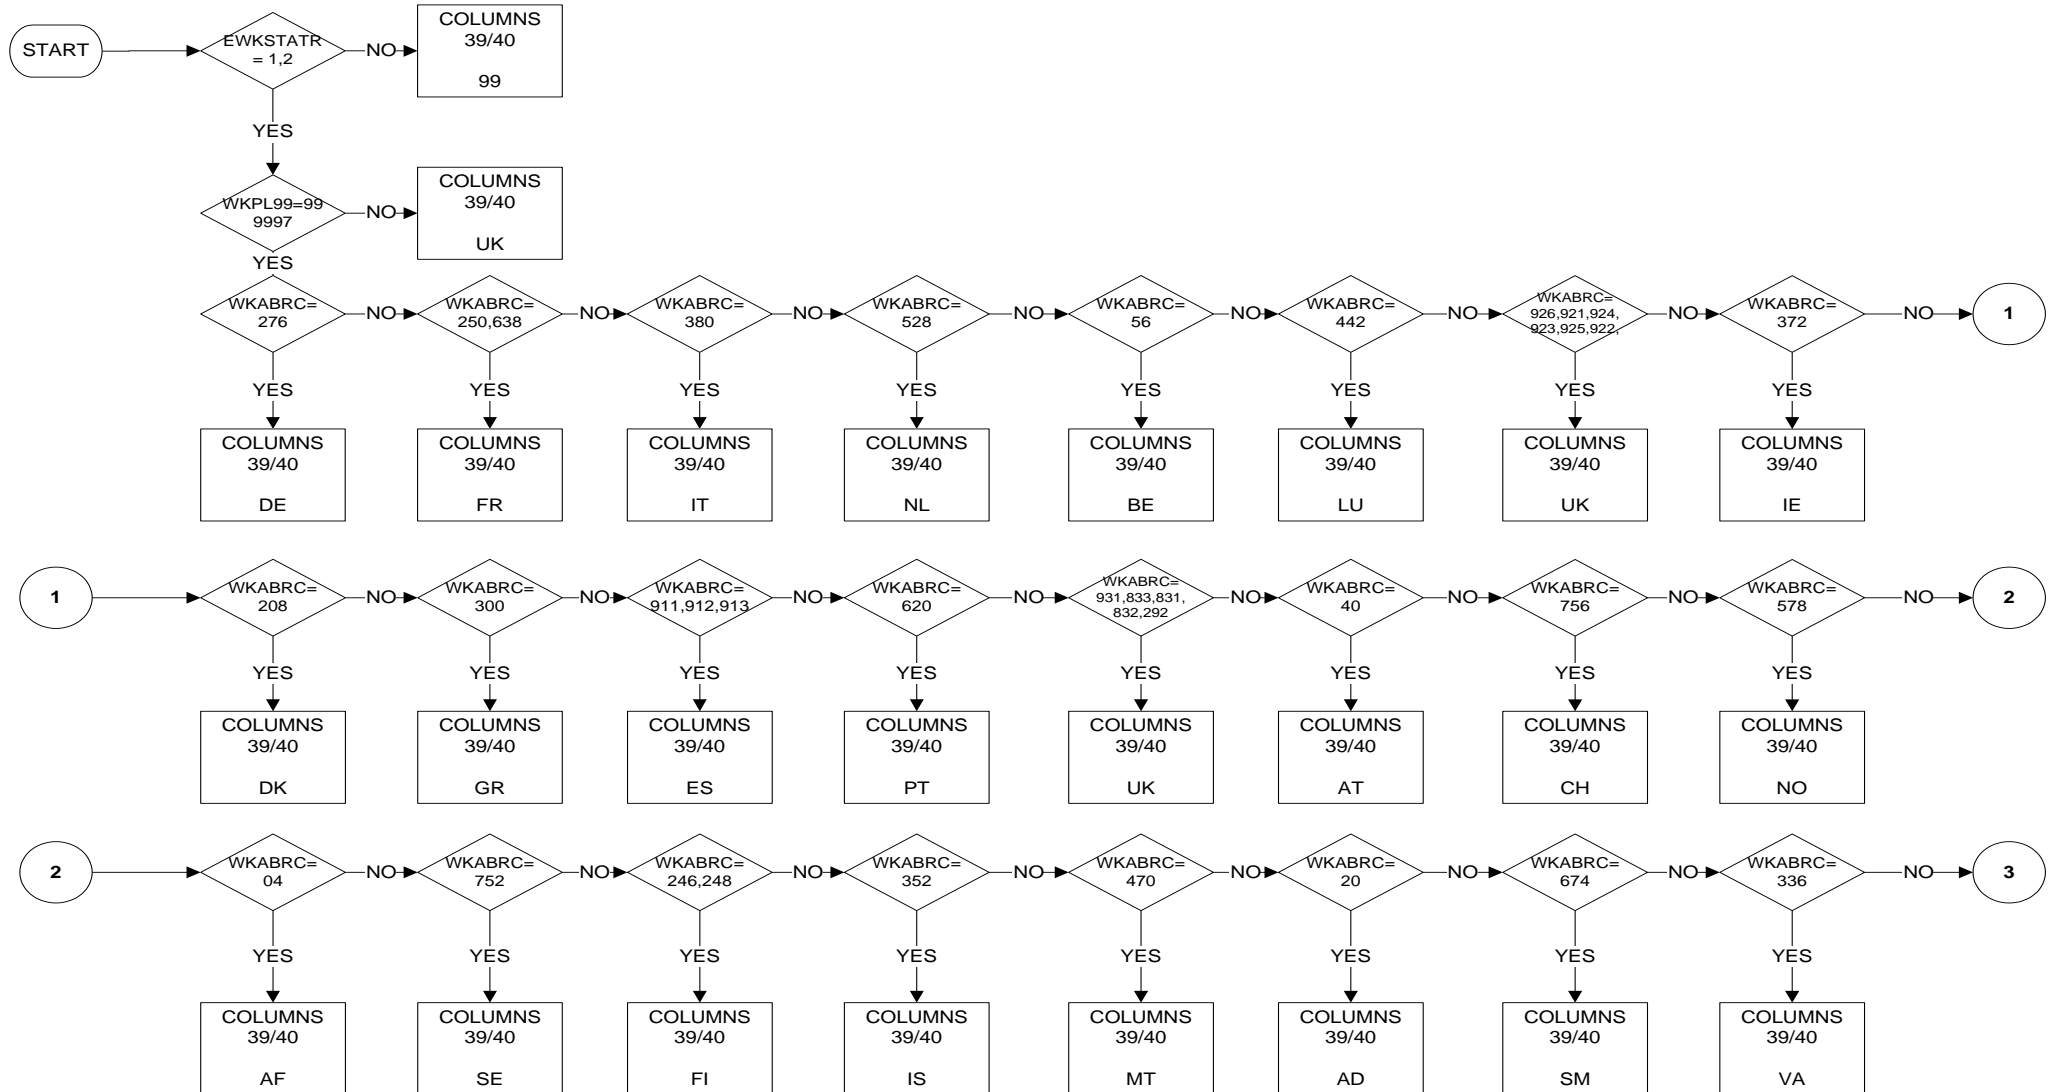 START
EWKSTATR
= 1,2
NO
COLUMNS
39/40
99
YES
WKPL99=99
9997
NO
COLUMNS
39/40
UK
YES
WKABRC=
276
NO
WKABRC=
250,638
NO
WKABRC=
380
NO
WKABRC=
528
NO
WKABRC=
56
NO
WKABRC=
442
NO
WKABRC=
926,921,924,
923,925,922,
NO
WKABRC=
372
NO
1
YES
YES
YES
YES
YES
YES
YES
YES
COLUMNS
39/40
DE
COLUMNS
39/40
FR
COLUMNS
39/40
IT
COLUMNS
39/40
NL
COLUMNS
39/40
BE
COLUMNS
39/40
LU
COLUMNS
39/40
UK
COLUMNS
39/40
IE
1
WKABRC=
208
NO
WKABRC=
300
NO
WKABRC=
911,912,913
NO
WKABRC=
620
NO
WKABRC=
931,833,831,
832,292
NO
WKABRC=
40
NO
WKABRC=
756
NO
WKABRC=
578
NO
2
YES
YES
YES
YES
YES
YES
YES
YES
COLUMNS
39/40
DK
COLUMNS
39/40
GR
COLUMNS
39/40
ES
COLUMNS
39/40
PT
COLUMNS
39/40
UK
COLUMNS
39/40
AT
COLUMNS
39/40
CH
COLUMNS
39/40
NO
2
WKABRC=
04
NO
WKABRC=
752
NO
WKABRC=
246,248
NO
WKABRC=
352
NO
WKABRC=
470
NO
WKABRC=
20
NO
WKABRC=
674
NO
WKABRC=
336
NO
3
YES
YES
YES
YES
YES
YES
YES
YES
COLUMNS
39/40
AF
COLUMNS
39/40
SE
COLUMNS
39/40
FI
COLUMNS
39/40
IS
COLUMNS
39/40
MT
COLUMNS
39/40
AD
COLUMNS
39/40
SM
COLUMNS
39/40
VA